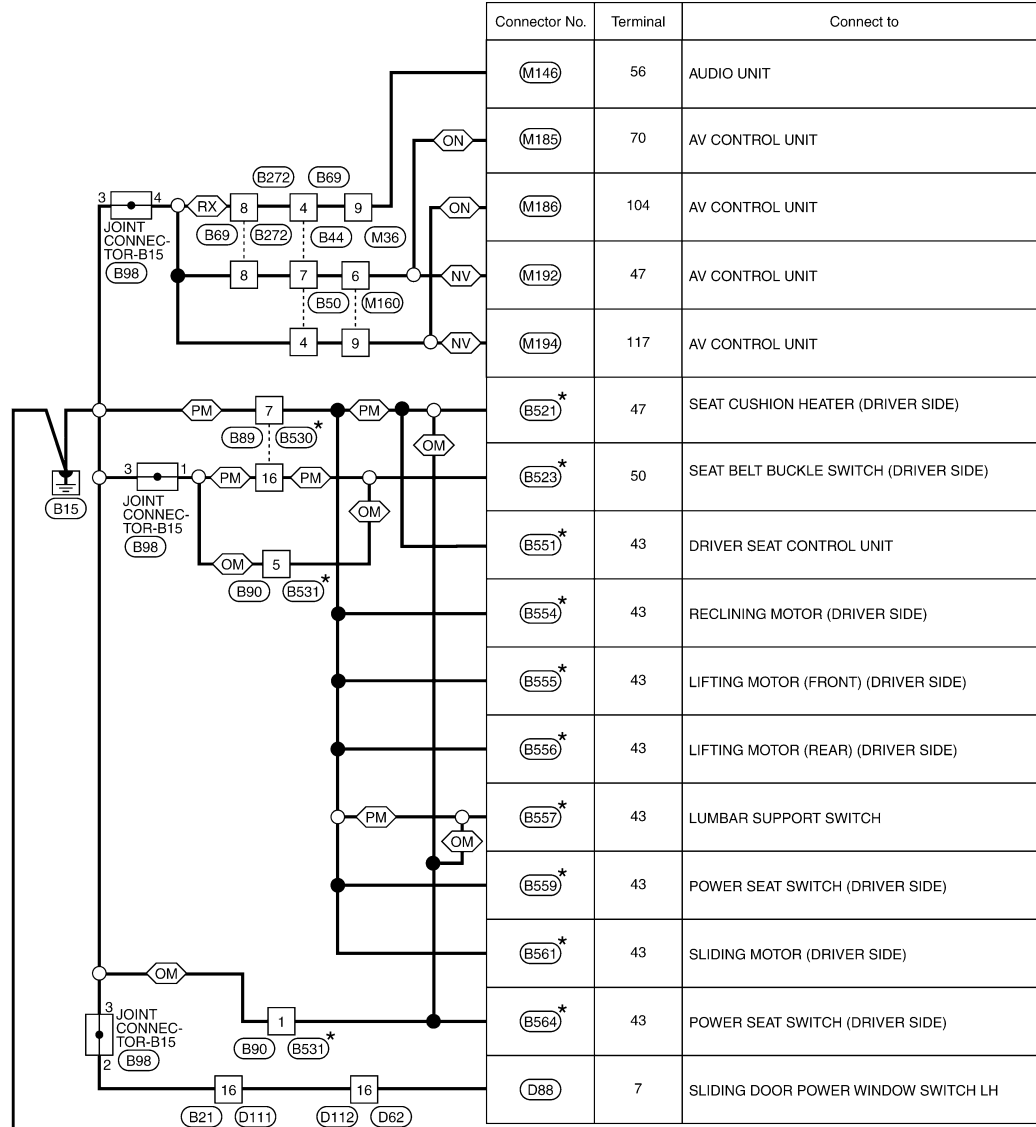 Connector No. Terminal Connect to
M146 56 AUDIO UNIT
ON M185 70 AV CONTROL UNIT
B272 B69
3 4 RX 8 4 9 ON M186 104 AV CONTROL UNIT
JOINT
CONNEC-
TOR-B15
B98
B69 B272 B44 M36
8 7 6 NV M192 47 AV CONTROL UNIT
B50 M160
4 9 NV M194 117 AV CONTROL UNIT
PM 7 PM B521* 47 SEAT CUSHION HEATER (DRIVER SIDE)
B89 B530* OM
3 1 PM 16 PM B523* 50 SEAT BELT BUCKLE SWITCH (DRIVER SIDE)
B15
JOINT
CONNEC-
TOR-B15
B98
OM
B551* 43 DRIVER SEAT CONTROL UNIT
OM 5
B90 B531*
B554* 43 RECLINING MOTOR (DRIVER SIDE)
B555* 43 LIFTING MOTOR (FRONT) (DRIVER SIDE)
B556* 43 LIFTING MOTOR (REAR) (DRIVER SIDE)
PM B557* 43 LUMBAR SUPPORT SWITCH
OM
B559* 43 POWER SEAT SWITCH (DRIVER SIDE)
B561* 43 SLIDING MOTOR (DRIVER SIDE)
OM
3
JOINT
CONNEC-
TOR-B15
B98
2
1 B564* 43 POWER SEAT SWITCH (DRIVER SIDE)
B90 B531*
16 16 D88 7 SLIDING DOOR POWER WINDOW SWITCH LH
B21 D111 D112 D62